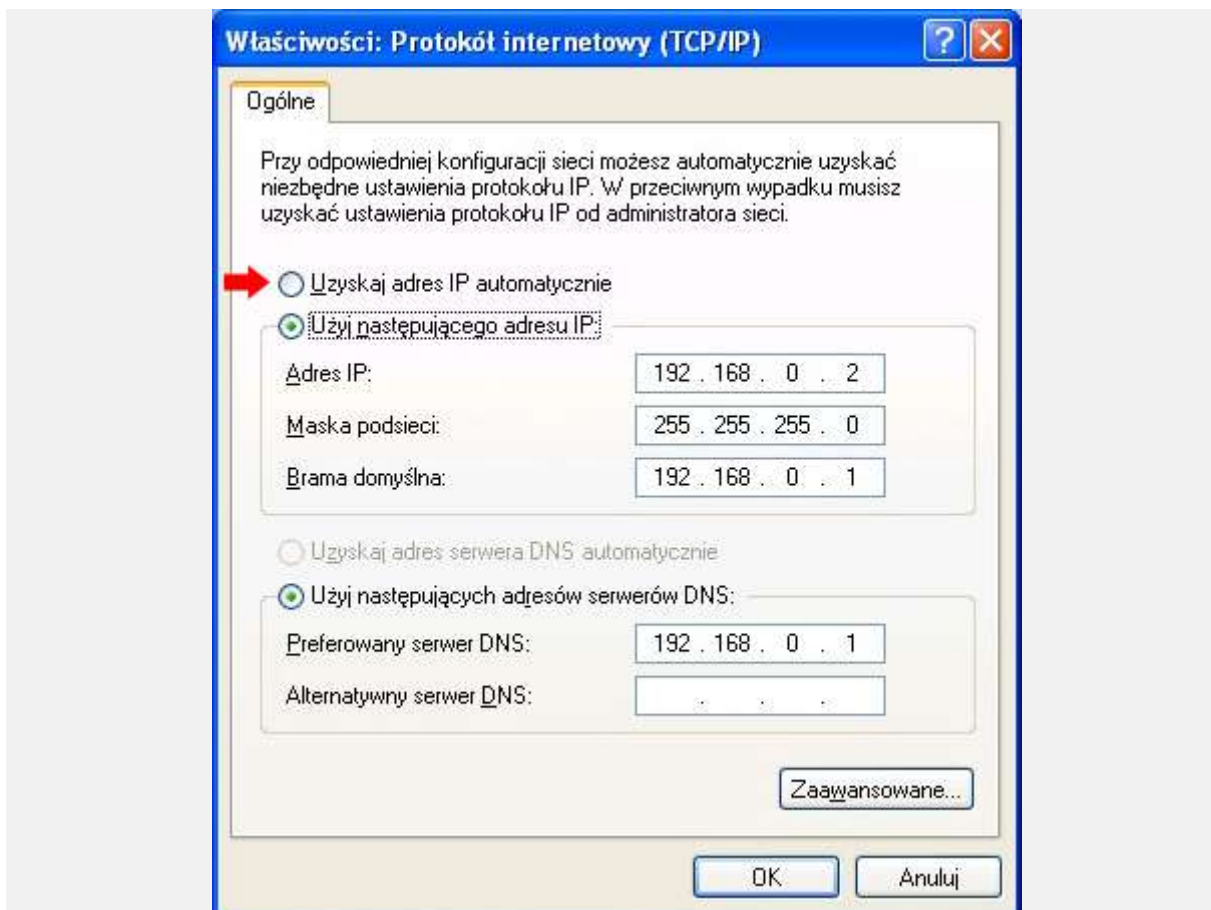 Właściwości: Protokół internetowy (TCP/IP)
?
Ogólne
Przy odpowiedniej konfiguracji sieci możesz automatycznie uzyskać
niezbędne ustawienia protokołu IP. W przeciwnym wypadku musisz
uzyskać ustawienia protokołu IP od administratora sieci.
Uzyskaj adres IP automatycznie
Użyj następującego adresu IP:
Adres IP: 192 . 168 . 0 . 2
Maska podsieci: 255 . 255 . 255 . 0
Brama domyślna: 192 . 168 . 0 . 1
Uzyskaj adres serwera DNS automatycznie
Użyj następujących adresów serwerów DNS:
Preferowany serwer DNS: 192 . 168 . 0 . 1
Alternatywny serwer DNS: . . .
Zaawansowane...
OK Anuluj